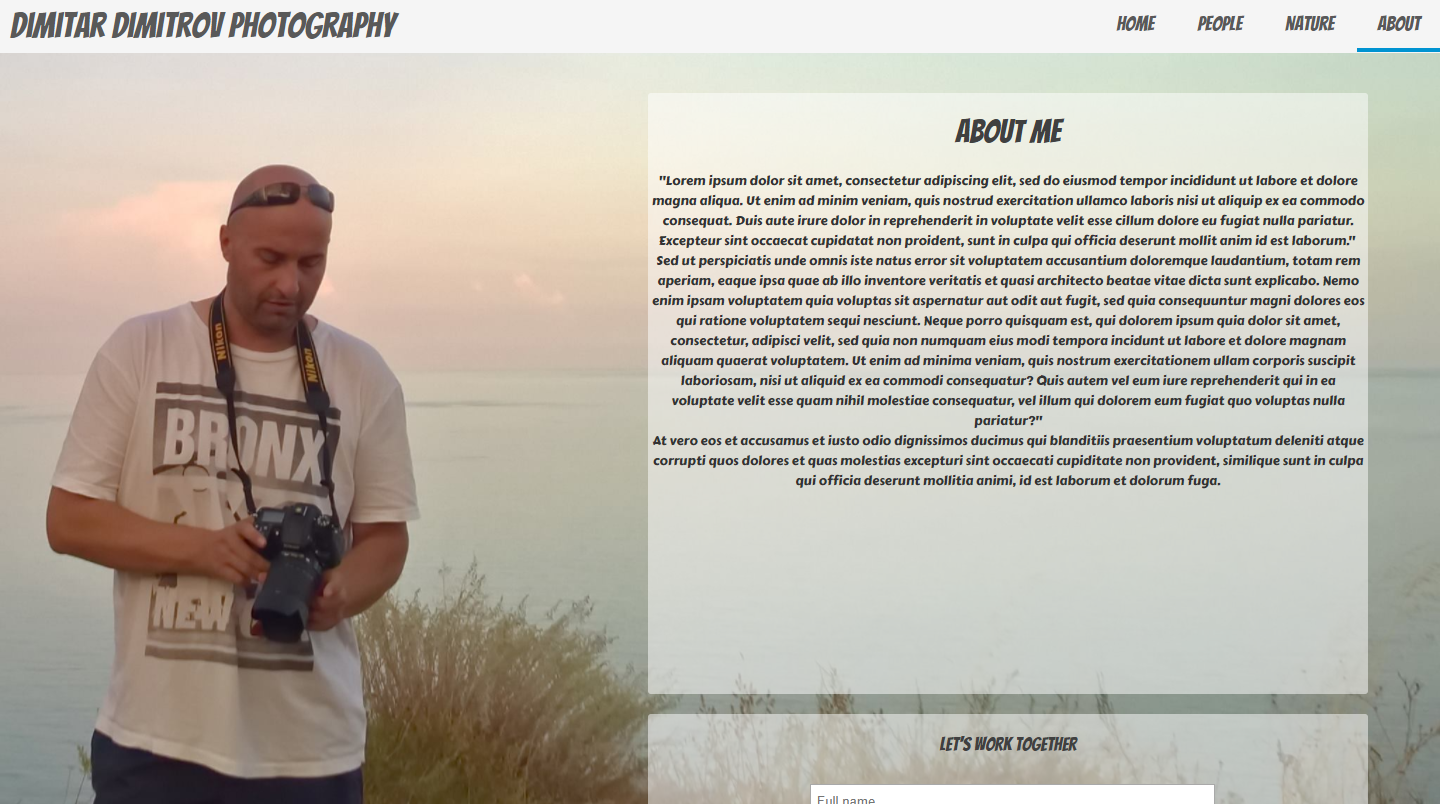 DIMITAR DIMITROV PHOTOGRAPHY
HOME
PEOPLE
NATURE
ABOUT
ABOUT ME
"Lorem ipsum dolor sit amet, consectetur adipiscing elit, sed do eiusmod tempor incididunt ut labore et dolore
magna aliqua. Ut enim ad minim veniam, quis nostrud exercitation ullamco laboris nisi ut aliquip ex ea commodo
consequat. Duis aute irure dolor in reprehenderit in voluptate velit esse cillum dolore eu fugiat nulla pariatur.
Excepteur sint occaecat cupidatat non proident, sunt in culpa qui officia deserunt mollit anim id est laborum."
Sed ut perspiciatis unde omnis iste natus error sit voluptatem accusantium doloremque laudantium, totam rem
aperiam, eaque ipsa quae ab illo inventore veritatis et quasi architecto beatae vitae dicta sunt explicabo. Nemo
enim ipsam voluptatem quia voluptas sit aspernatur aut odit aut fugit, sed quia consequuntur magni dolores eos
qui ratione voluptatem sequi nesciunt. Neque porro quisquam est, qui dolorem ipsum quia dolor sit amet,
consectetur, adipisci velit, sed quia non numquam eius modi tempora incidunt ut labore et dolore magnam
aliquam quaerat voluptatem. Ut enim ad minima veniam, quis nostrum exercitationem ullam corporis suscipit
laboriosam, nisi ut aliquid ex ea commodi consequatur? Quis autem vel eum iure reprehenderit qui in ea
voluptate velit esse quam nihil molestiae consequatur, vel illum qui dolorem eum fugiat quo voluptas nulla
pariatur?"
At vero eos et accusamus et iusto odio dignissimos ducimus qui blanditiis praesentium voluptatum deleniti atque
corrupti quos dolores et quas molestias excepturi sint occaecati cupiditate non provident, similique sunt in culpa
qui officia deserunt mollitia animi, id est laborum et dolorum fuga.
Nikon
Nikon
BRONX
NEW
LET'S WORK TOGETHER
Full name